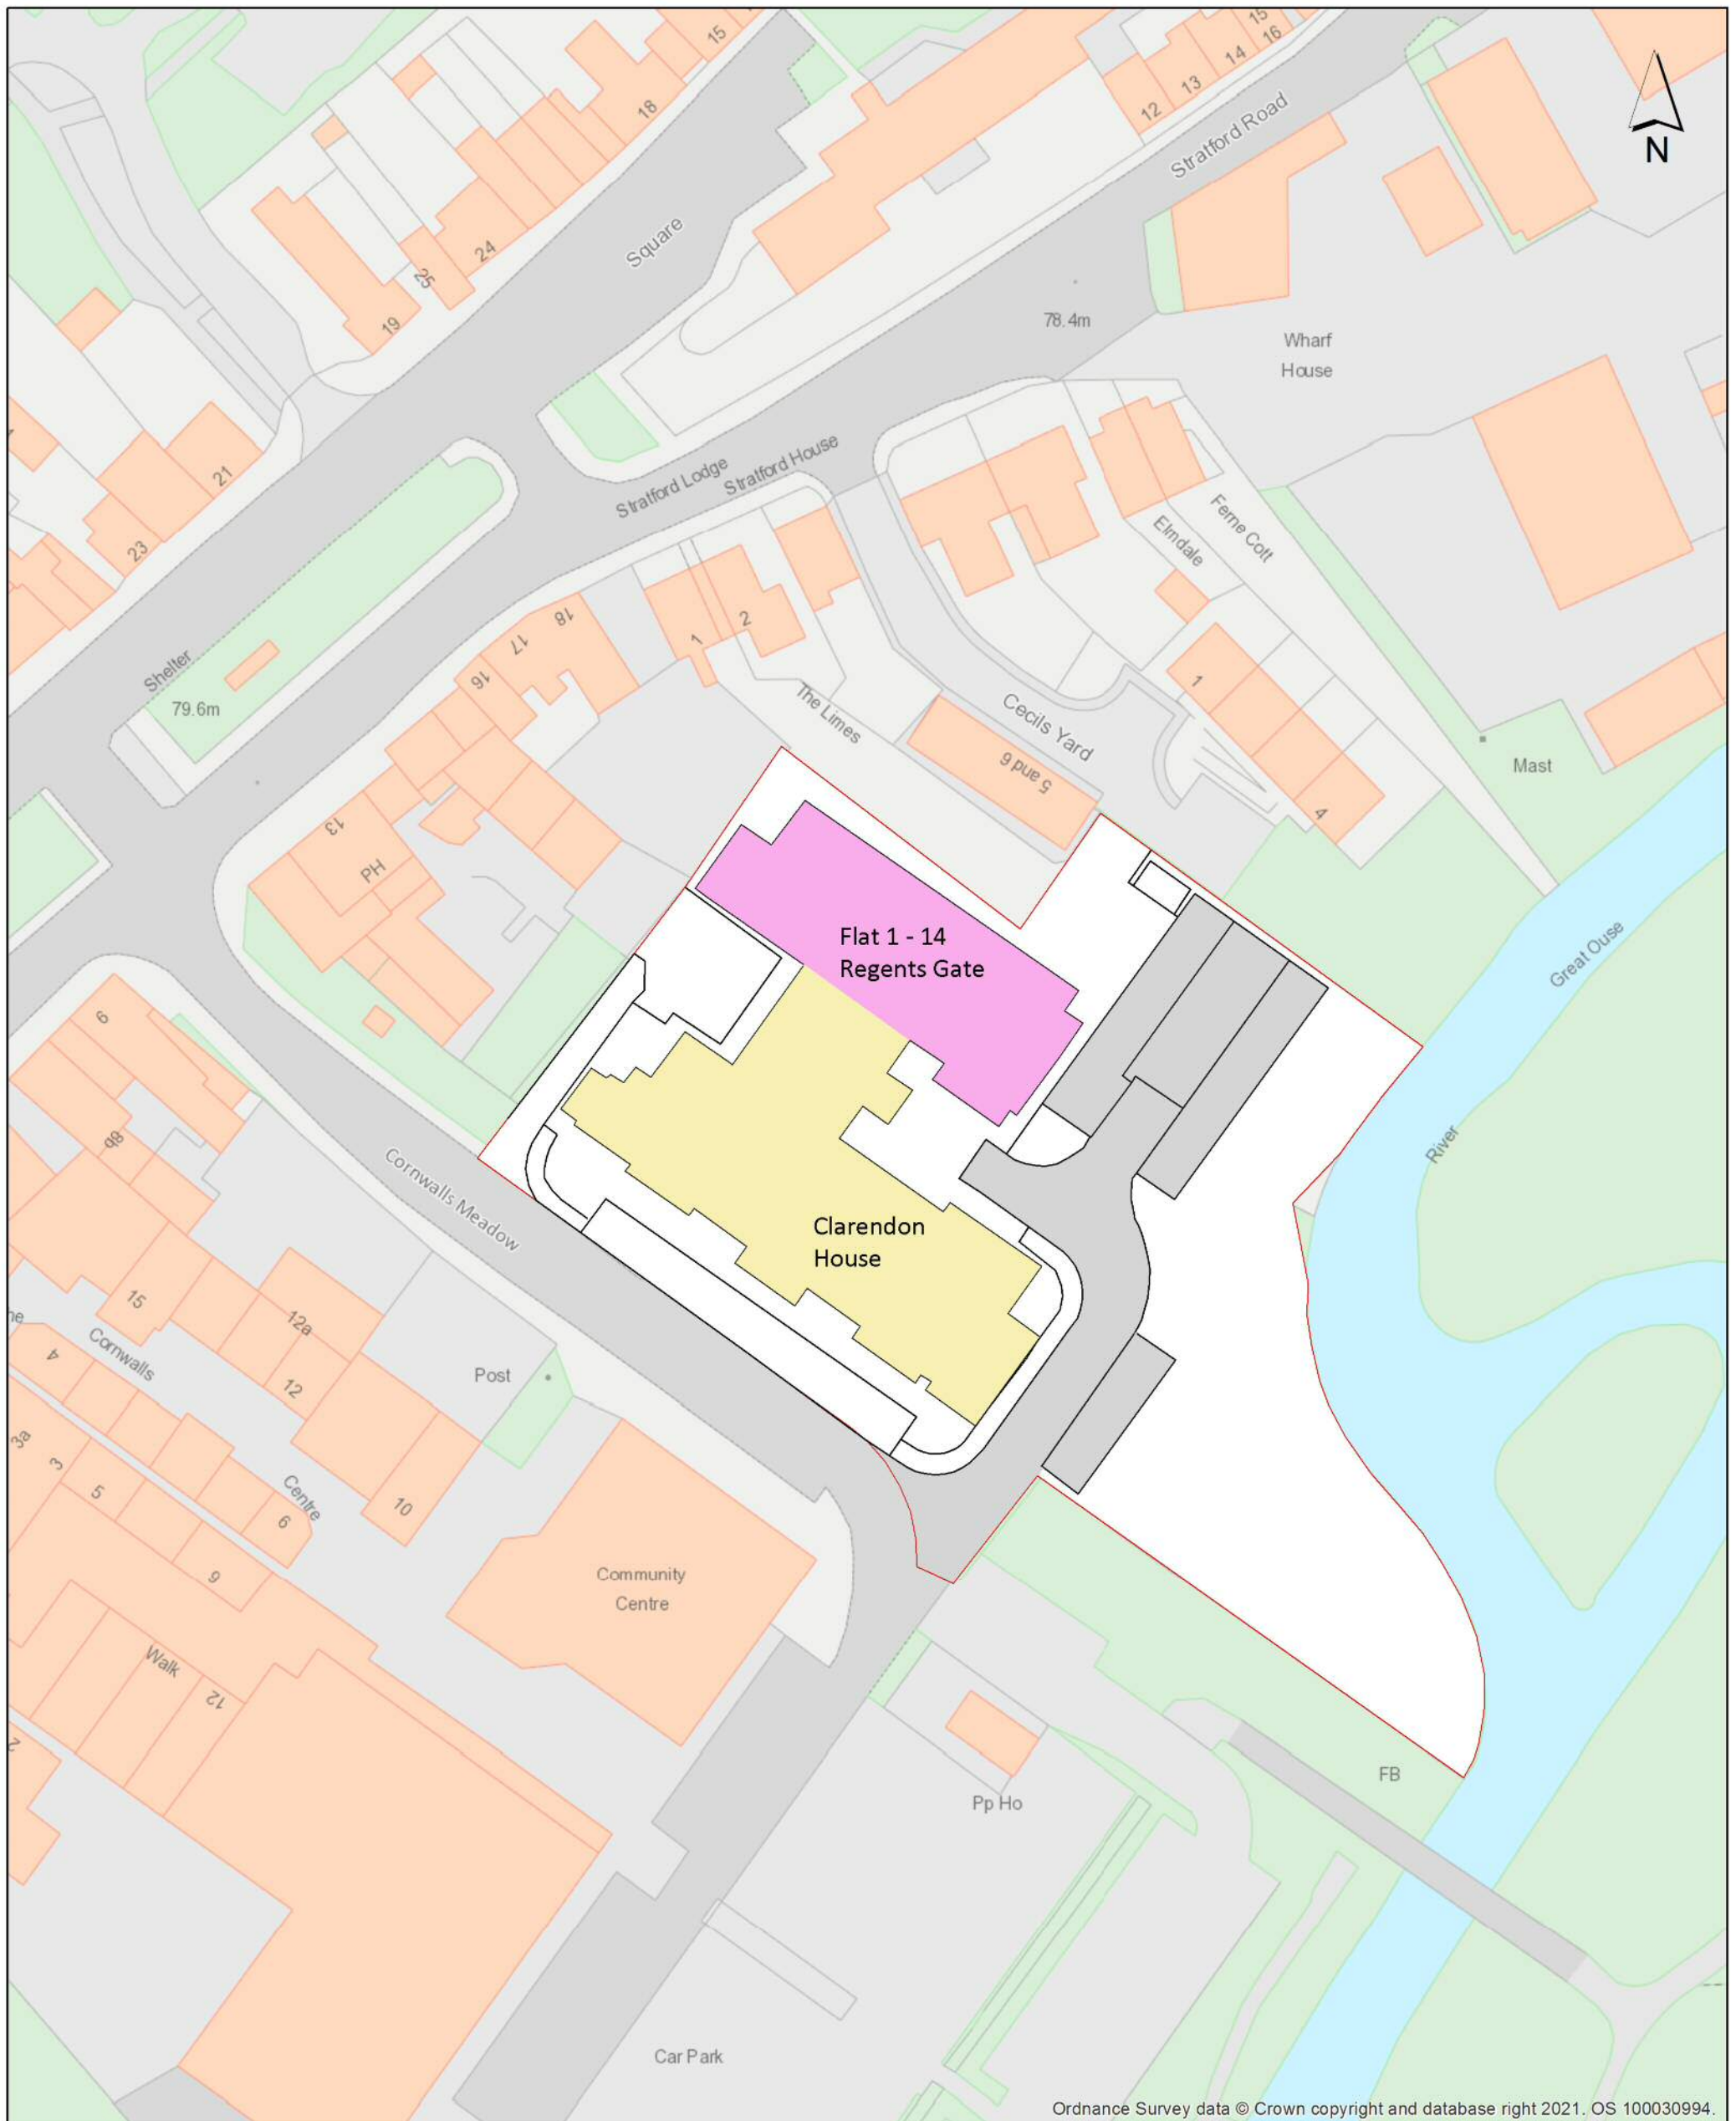 15
15
16
14
13
12
18
Stratford Road
N
24
25
19
Square
78.4m
Wharf
House
21
23
Stratford Lodge
Stratford House
Ferne Cott
Elmdale
18
17
16
1
2
Shelter
79.6m
The Limes
Cecils Yard
5 and 6
1
4
Mast
13
PH
Flat 1 - 14
Regents Gate
Great Ouse
River
9
8b
Cornwalls Meadow
Clarendon
House
15
12a
12
10
Post
Cornwalls
Centre
4
3a
3
5
6
9
Walk
12
2
Community
Centre
Pp Ho
FB
Car Park
Ordnance Survey data © Crown copyright and database right 2021. OS 100030994.